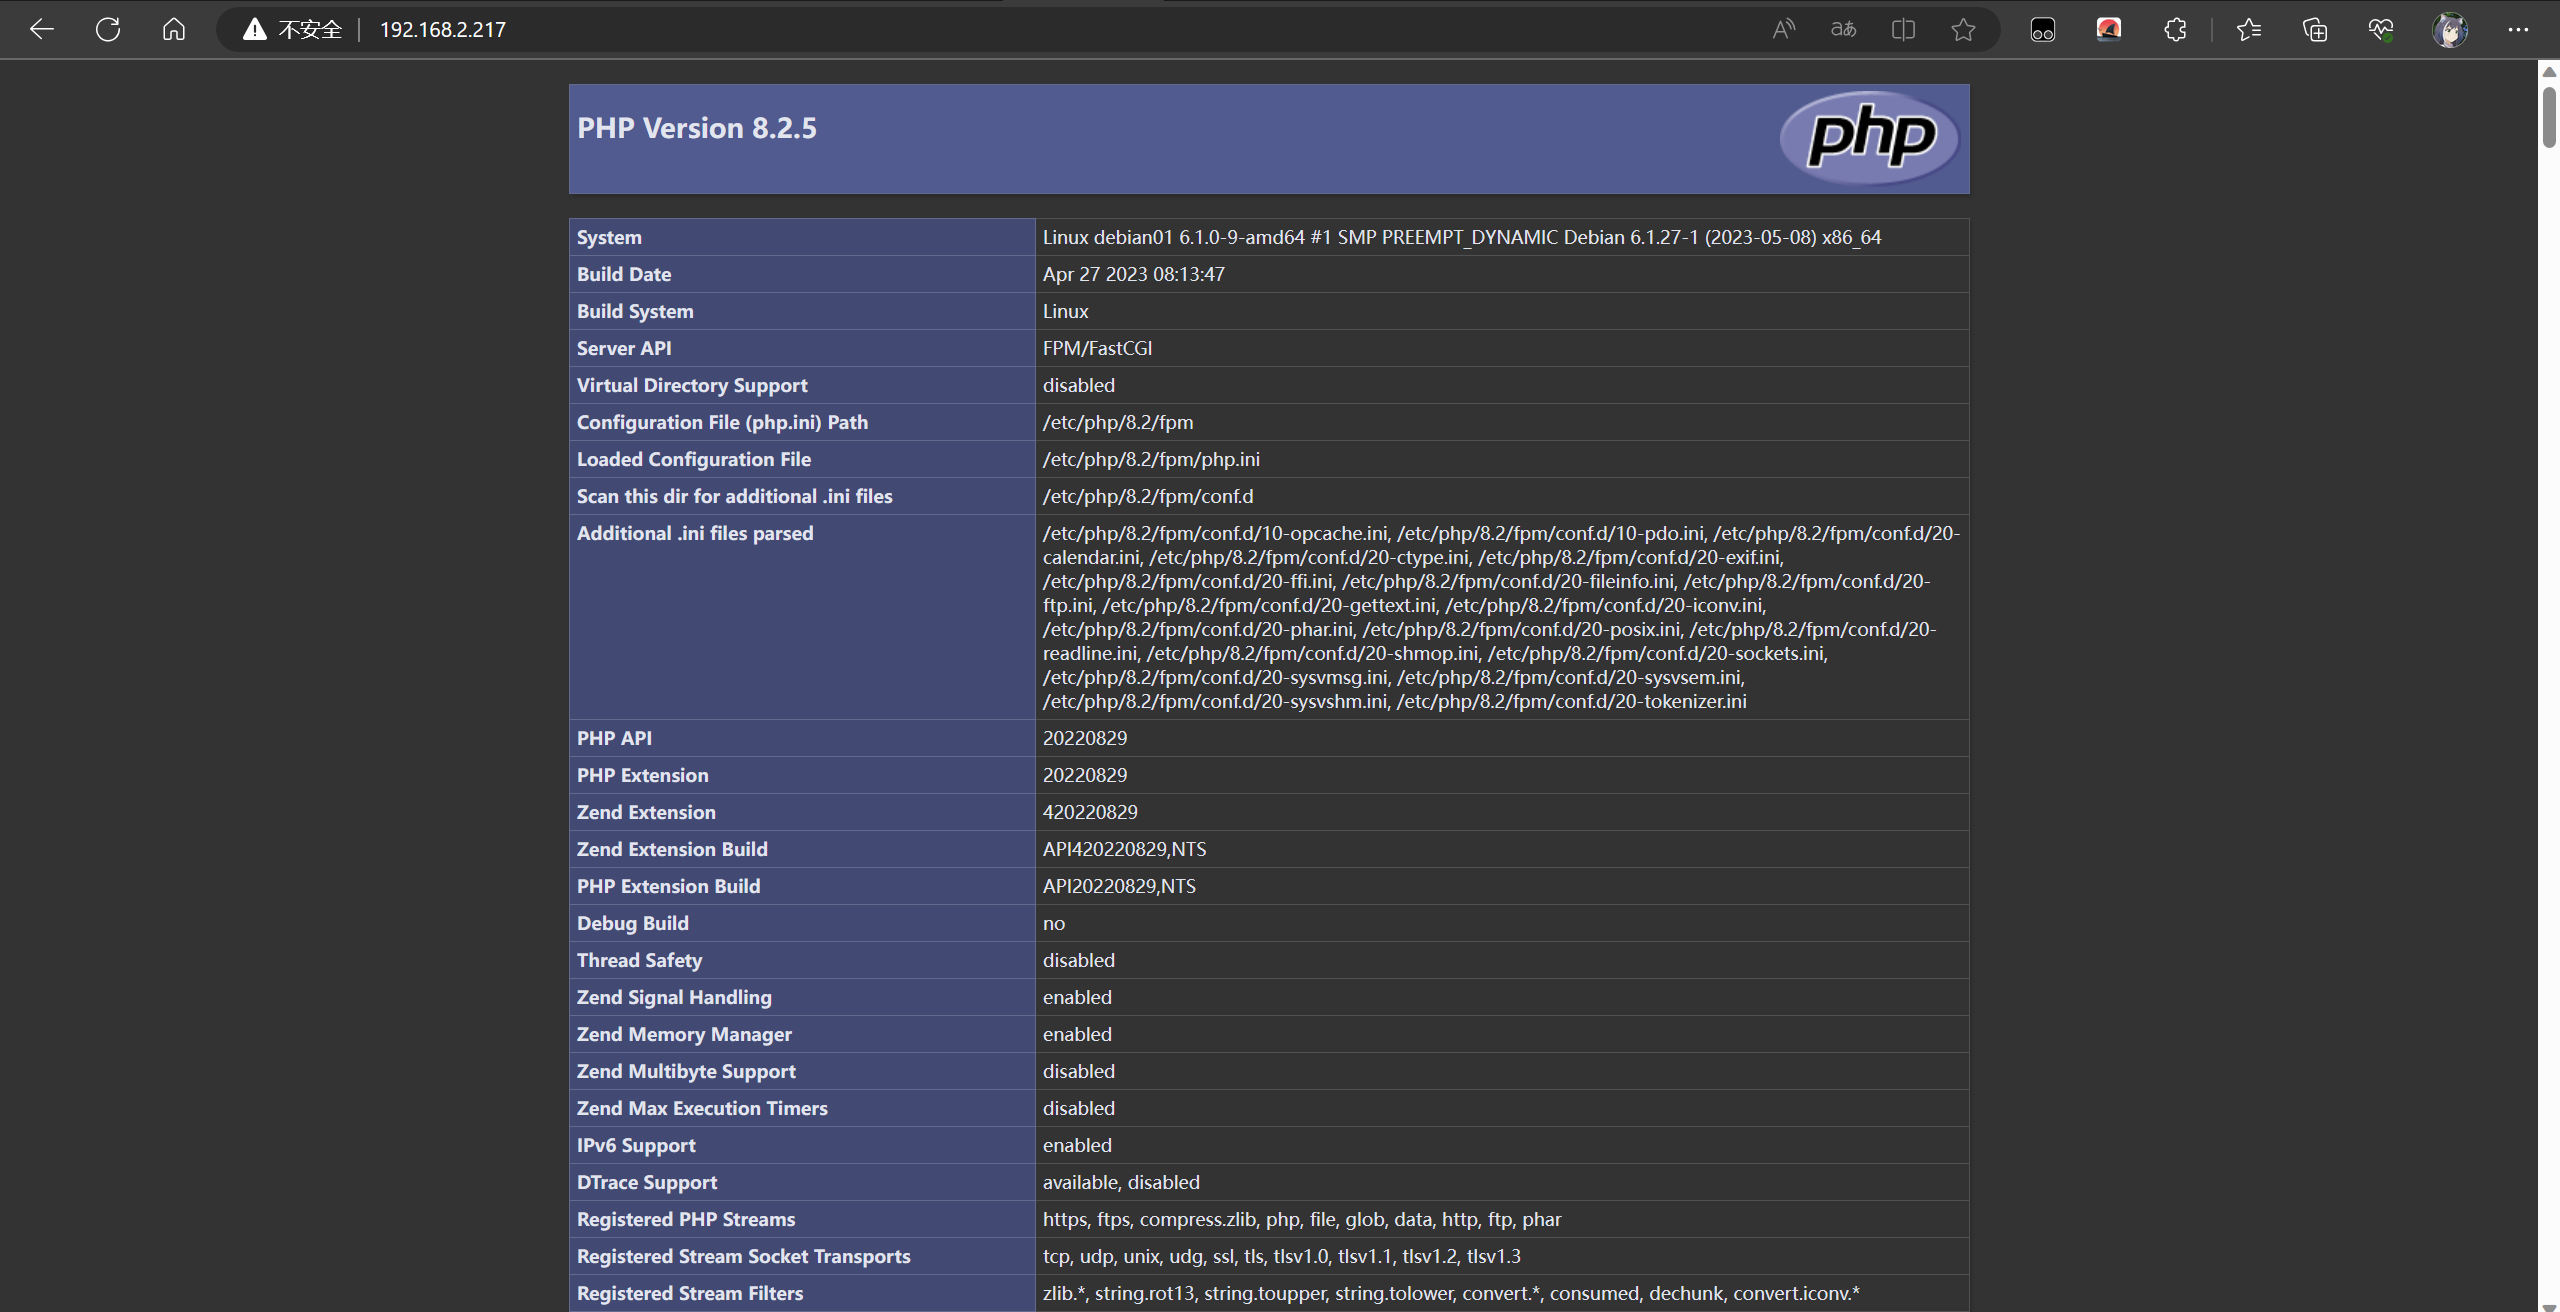 不安全 192.168.2.217
PHP Version 8.2.5
php
System Linux debian01 6.1.0-9-amd64 #1 SMP PREEMPT_DYNAMIC Debian 6.1.27-1 (2023-05-08) x86_64
Build Date Apr 27 2023 08:13:47
Build System Linux
Server API FPM/FastCGI
Virtual Directory Support disabled
Configuration File (php.ini) Path /etc/php/8.2/fpm
Loaded Configuration File /etc/php/8.2/fpm/php.ini
Scan this dir for additional .ini files /etc/php/8.2/fpm/conf.d
Additional .ini files parsed /etc/php/8.2/fpm/conf.d/10-opcache.ini, /etc/php/8.2/fpm/conf.d/10-pdo.ini, /etc/php/8.2/fpm/conf.d/20-
calendar.ini, /etc/php/8.2/fpm/conf.d/20-ctype.ini, /etc/php/8.2/fpm/conf.d/20-exif.ini,
/etc/php/8.2/fpm/conf.d/20-ffi.ini, /etc/php/8.2/fpm/conf.d/20-fileinfo.ini, /etc/php/8.2/fpm/conf.d/20-
ftp.ini, /etc/php/8.2/fpm/conf.d/20-gettext.ini, /etc/php/8.2/fpm/conf.d/20-iconv.ini,
/etc/php/8.2/fpm/conf.d/20-phar.ini, /etc/php/8.2/fpm/conf.d/20-posix.ini, /etc/php/8.2/fpm/conf.d/20-
readline.ini, /etc/php/8.2/fpm/conf.d/20-shmop.ini, /etc/php/8.2/fpm/conf.d/20-sockets.ini,
/etc/php/8.2/fpm/conf.d/20-sysvmsg.ini, /etc/php/8.2/fpm/conf.d/20-sysvsem.ini,
/etc/php/8.2/fpm/conf.d/20-sysvshm.ini, /etc/php/8.2/fpm/conf.d/20-tokenizer.ini
PHP API 20220829
PHP Extension 20220829
Zend Extension 420220829
Zend Extension Build API420220829,NTS
PHP Extension Build API20220829,NTS
Debug Build no
Thread Safety disabled
Zend Signal Handling enabled
Zend Memory Manager enabled
Zend Multibyte Support disabled
Zend Max Execution Timers disabled
IPv6 Support enabled
DTrace Support available, disabled
Registered PHP Streams https, ftps, compress.zlib, php, file, glob, data, http, ftp, phar
Registered Stream Socket Transports tcp, udp, unix, udg, ssl, tls, tlsv1.0, tlsv1.1, tlsv1.2, tlsv1.3
Registered Stream Filters zlib.*, string.rot13, string.toupper, string.tolower, convert.*, consumed, dechunk, convert.iconv.*